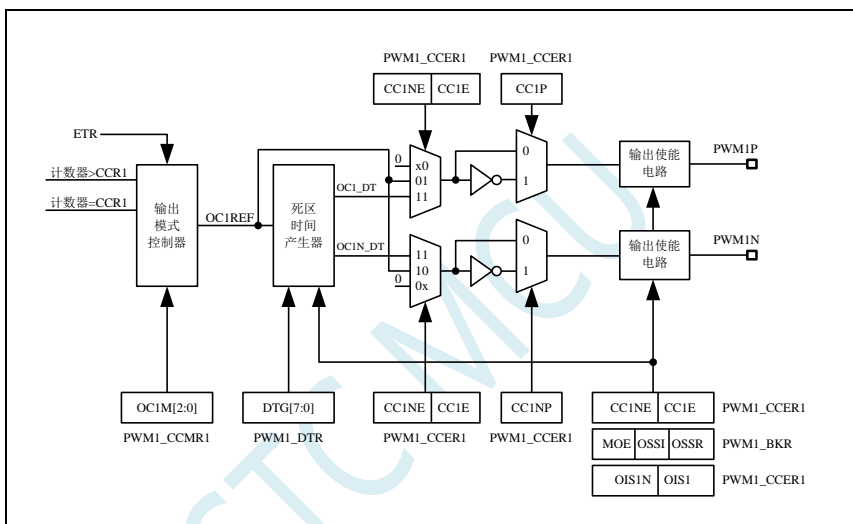 PWM1_CCER1
PWM1_CCER1
CC1NE CC1E
CC1P
ETR
计数器>CCR1
计数器=CCR1
输出
模式
控制器
OC1REF
死区
时间
产生器
OC1_DT
OC1N_DT
0
x0
01
11
0
1
输出使能
电路
PWM1P
11
10
0x
0
0
1
输出使能
电路
PWM1N
OC1M[2:0]
DTG[7:0]
CC1NE CC1E
CC1NP
CC1NE CC1E
PWM1_CCER1
PWM1_CCMR1
PWM1_DTR
PWM1_CCER1
PWM1_CCER1
MOE OSSI OSSR
PWM1_BKR
OIS1N OIS1
PWM1_CCER1
STC MCU